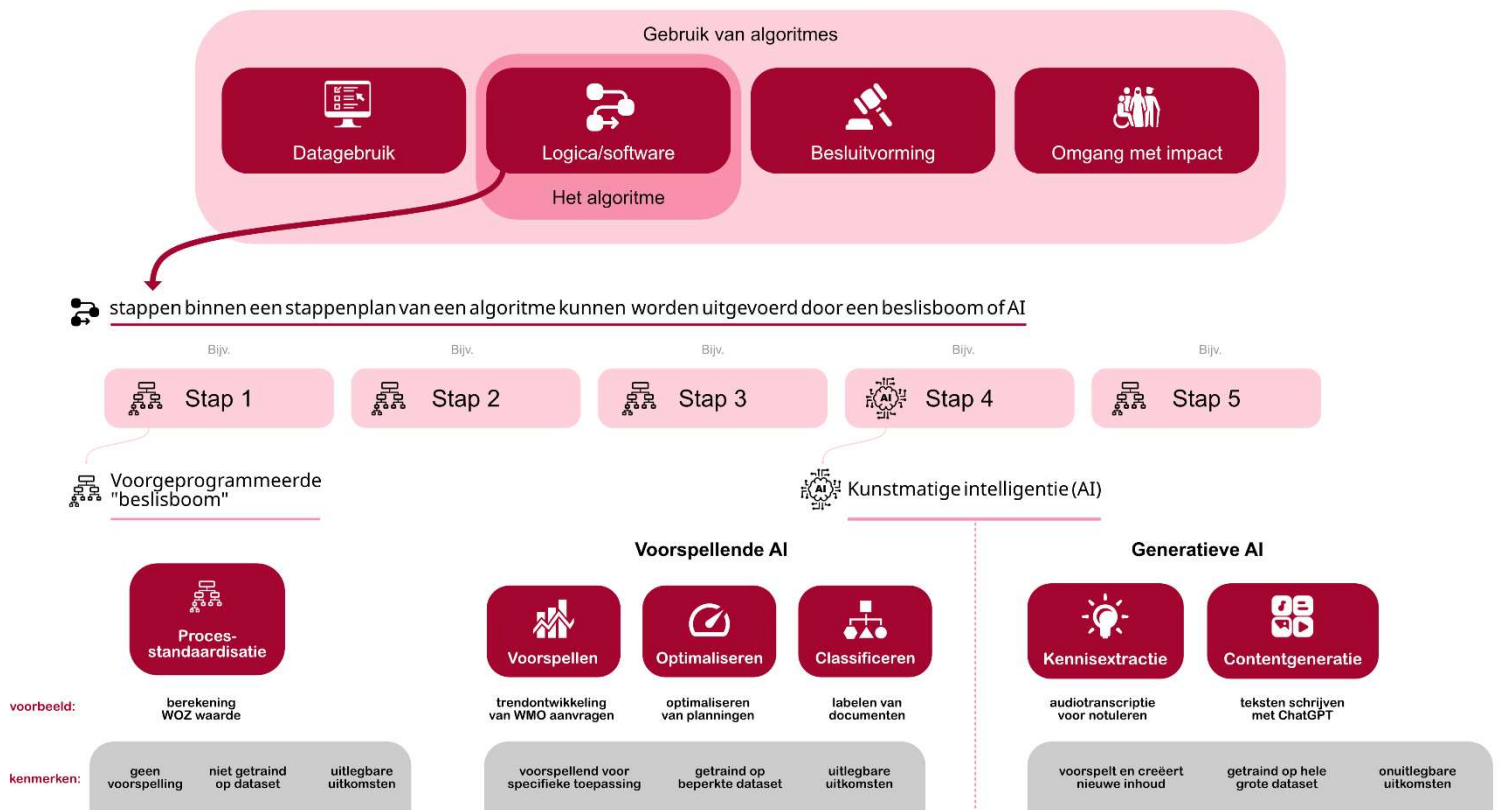 Gebruik van algoritmes
Datagebruik
Logica/software
Besluitvorming
Omgang met impact
Het algoritme
stappen binnen een stappenplan van een algoritme kunnen worden uitgevoerd door een beslisboom of AI
Bijv. Bijv. Bijv. Bijv. Bijv.
Stap 1
Stap 2
Stap 3
AI Stap 4
Stap 5
Voorgeprogrammeerde
"beslisboom"
AI Kunstmatige intelligentie (AI)
Voorspellende AI
Generatieve AI
Proces-
standaardisatie
Voorspellen
Optimaliseren
Classificeren
Kennisextractie
Contentgeneratie
voorbeeld:
berekening
WOZ waarde
trendontwikkeling
van WMO aanvragen
optimaliseren
van planningen
labelen van
documenten
audiotranscriptie
voor notuleren
teksten schrijven
met ChatGPT
kenmerken:
geen
voorspelling
niet getraind
op dataset
uitlegbare
uitkomsten
voorspellend voor
specifieke toepassing
getraind op
beperkte dataset
uitlegbare
uitkomsten
voorspelt en creëert
nieuwe inhoud
getraind op hele
grote dataset
onuitlegbare
uitkomsten